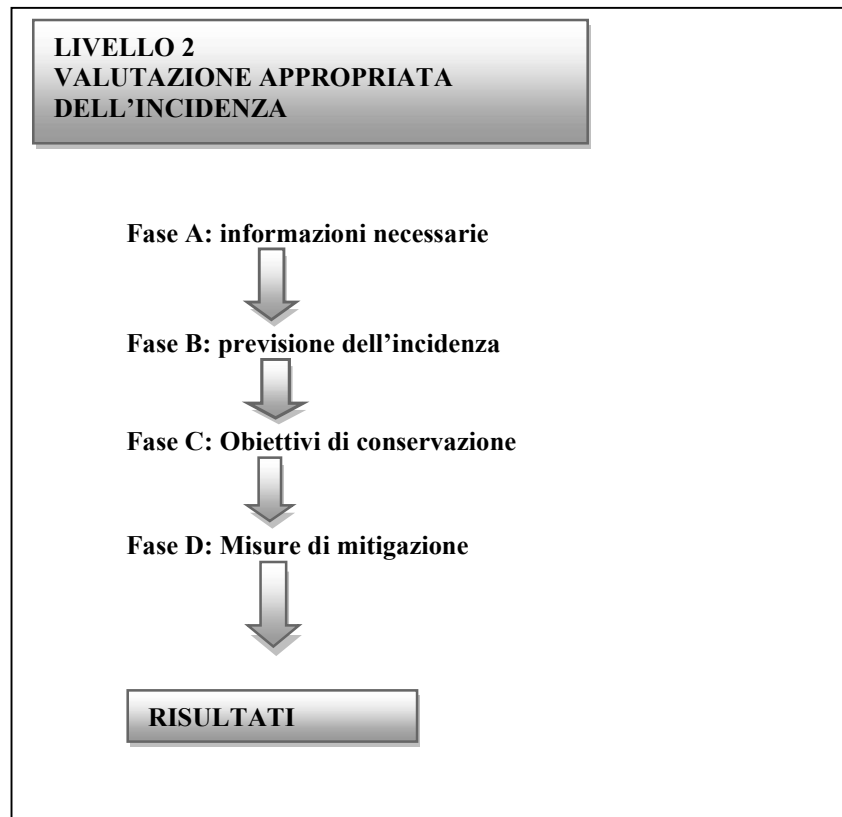 LIVELLO 2
VALUTAZIONE APPROPRIATA
DELL’INCIDENZA
Fase A: informazioni necessarie
Fase B: previsione dell’incidenza
Fase C: Obiettivi di conservazione
Fase D: Misure di mitigazione
RISULTATI